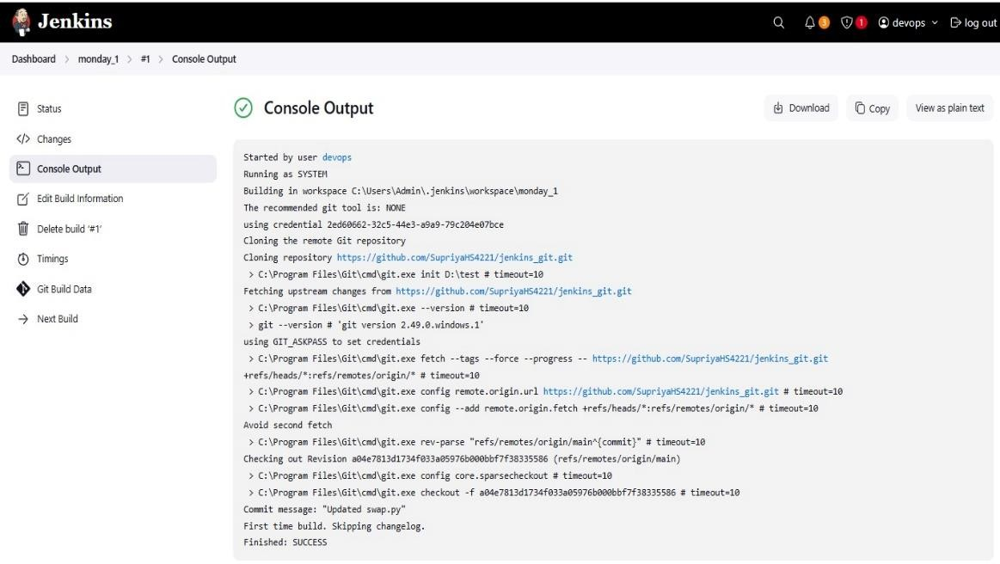 Jenkins
3
1
devops
log out
Dashboard > monday_1 > #1 > Console Output
Status
Changes
Console Output
Edit Build Information
Delete build ‘#1’
Timings
Git Build Data
Next Build
Console Output
Download
Copy
View as plain text
Started by user devops
Running as SYSTEM
Building in workspace C:\Users\Admin\.jenkins\workspace\monday_1
The recommended git tool is: NONE
using credential 2ed60662-32c5-44e3-a9a9-79c204e07bce
Cloning the remote Git repository
Cloning repository https://github.com/SupriyaHS4221/jenkins_git.git
> C:\Program Files\Git\cmd\git.exe init D:\test # timeout=10
Fetching upstream changes from https://github.com/SupriyaHS4221/jenkins_git.git
> C:\Program Files\Git\cmd\git.exe --version # timeout=10
> git --version # 'git version 2.49.0.windows.1'
using GIT_ASKPASS to set credentials
> C:\Program Files\Git\cmd\git.exe fetch --tags --force --progress -- https://github.com/SupriyaHS4221/jenkins_git.git
+refs/heads/*:refs/remotes/origin/* # timeout=10
> C:\Program Files\Git\cmd\git.exe config remote.origin.url https://github.com/SupriyaHS4221/jenkins_git.git # timeout=10
> C:\Program Files\Git\cmd\git.exe config --add remote.origin.fetch +refs/heads/*:refs/remotes/origin/* # timeout=10
Avoid second fetch
> C:\Program Files\Git\cmd\git.exe rev-parse "refs/remotes/origin/main^{commit}" # timeout=10
Checking out Revision a04e7813d1734f033a05976b000bbf7f38335586 (refs/remotes/origin/main)
> C:\Program Files\Git\cmd\git.exe config core.sparsecheckout # timeout=10
> C:\Program Files\Git\cmd\git.exe checkout -f a04e7813d1734f033a05976b000bbf7f38335586 # timeout=10
Commit message: "Updated swap.py"
First time build. Skipping changelog.
Finished: SUCCESS